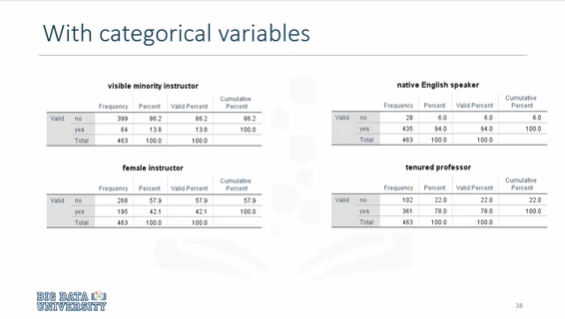 With categorical variables
visible minority instructor
Frequency Percent Valid Percent Cumulative Percent
Valid no 399 86.2 86.2 86.2
yes 64 13.8 13.8 100.0
Total 463 100.0 100.0
native English speaker
Frequency Percent Valid Percent Cumulative Percent
Valid no 28 6.0 6.0 6.0
yes 435 94.0 94.0 100.0
Total 463 100.0 100.0
female instructor
Frequency Percent Valid Percent Cumulative Percent
Valid no 268 57.9 57.9 57.9
yes 195 42.1 42.1 100.0
Total 463 100.0 100.0
tenured professor
Frequency Percent Valid Percent Cumulative Percent
Valid no 102 22.0 22.0 22.0
yes 361 78.0 78.0 100.0
Total 463 100.0 100.0
BIG DATA
UNIVERSITY
38